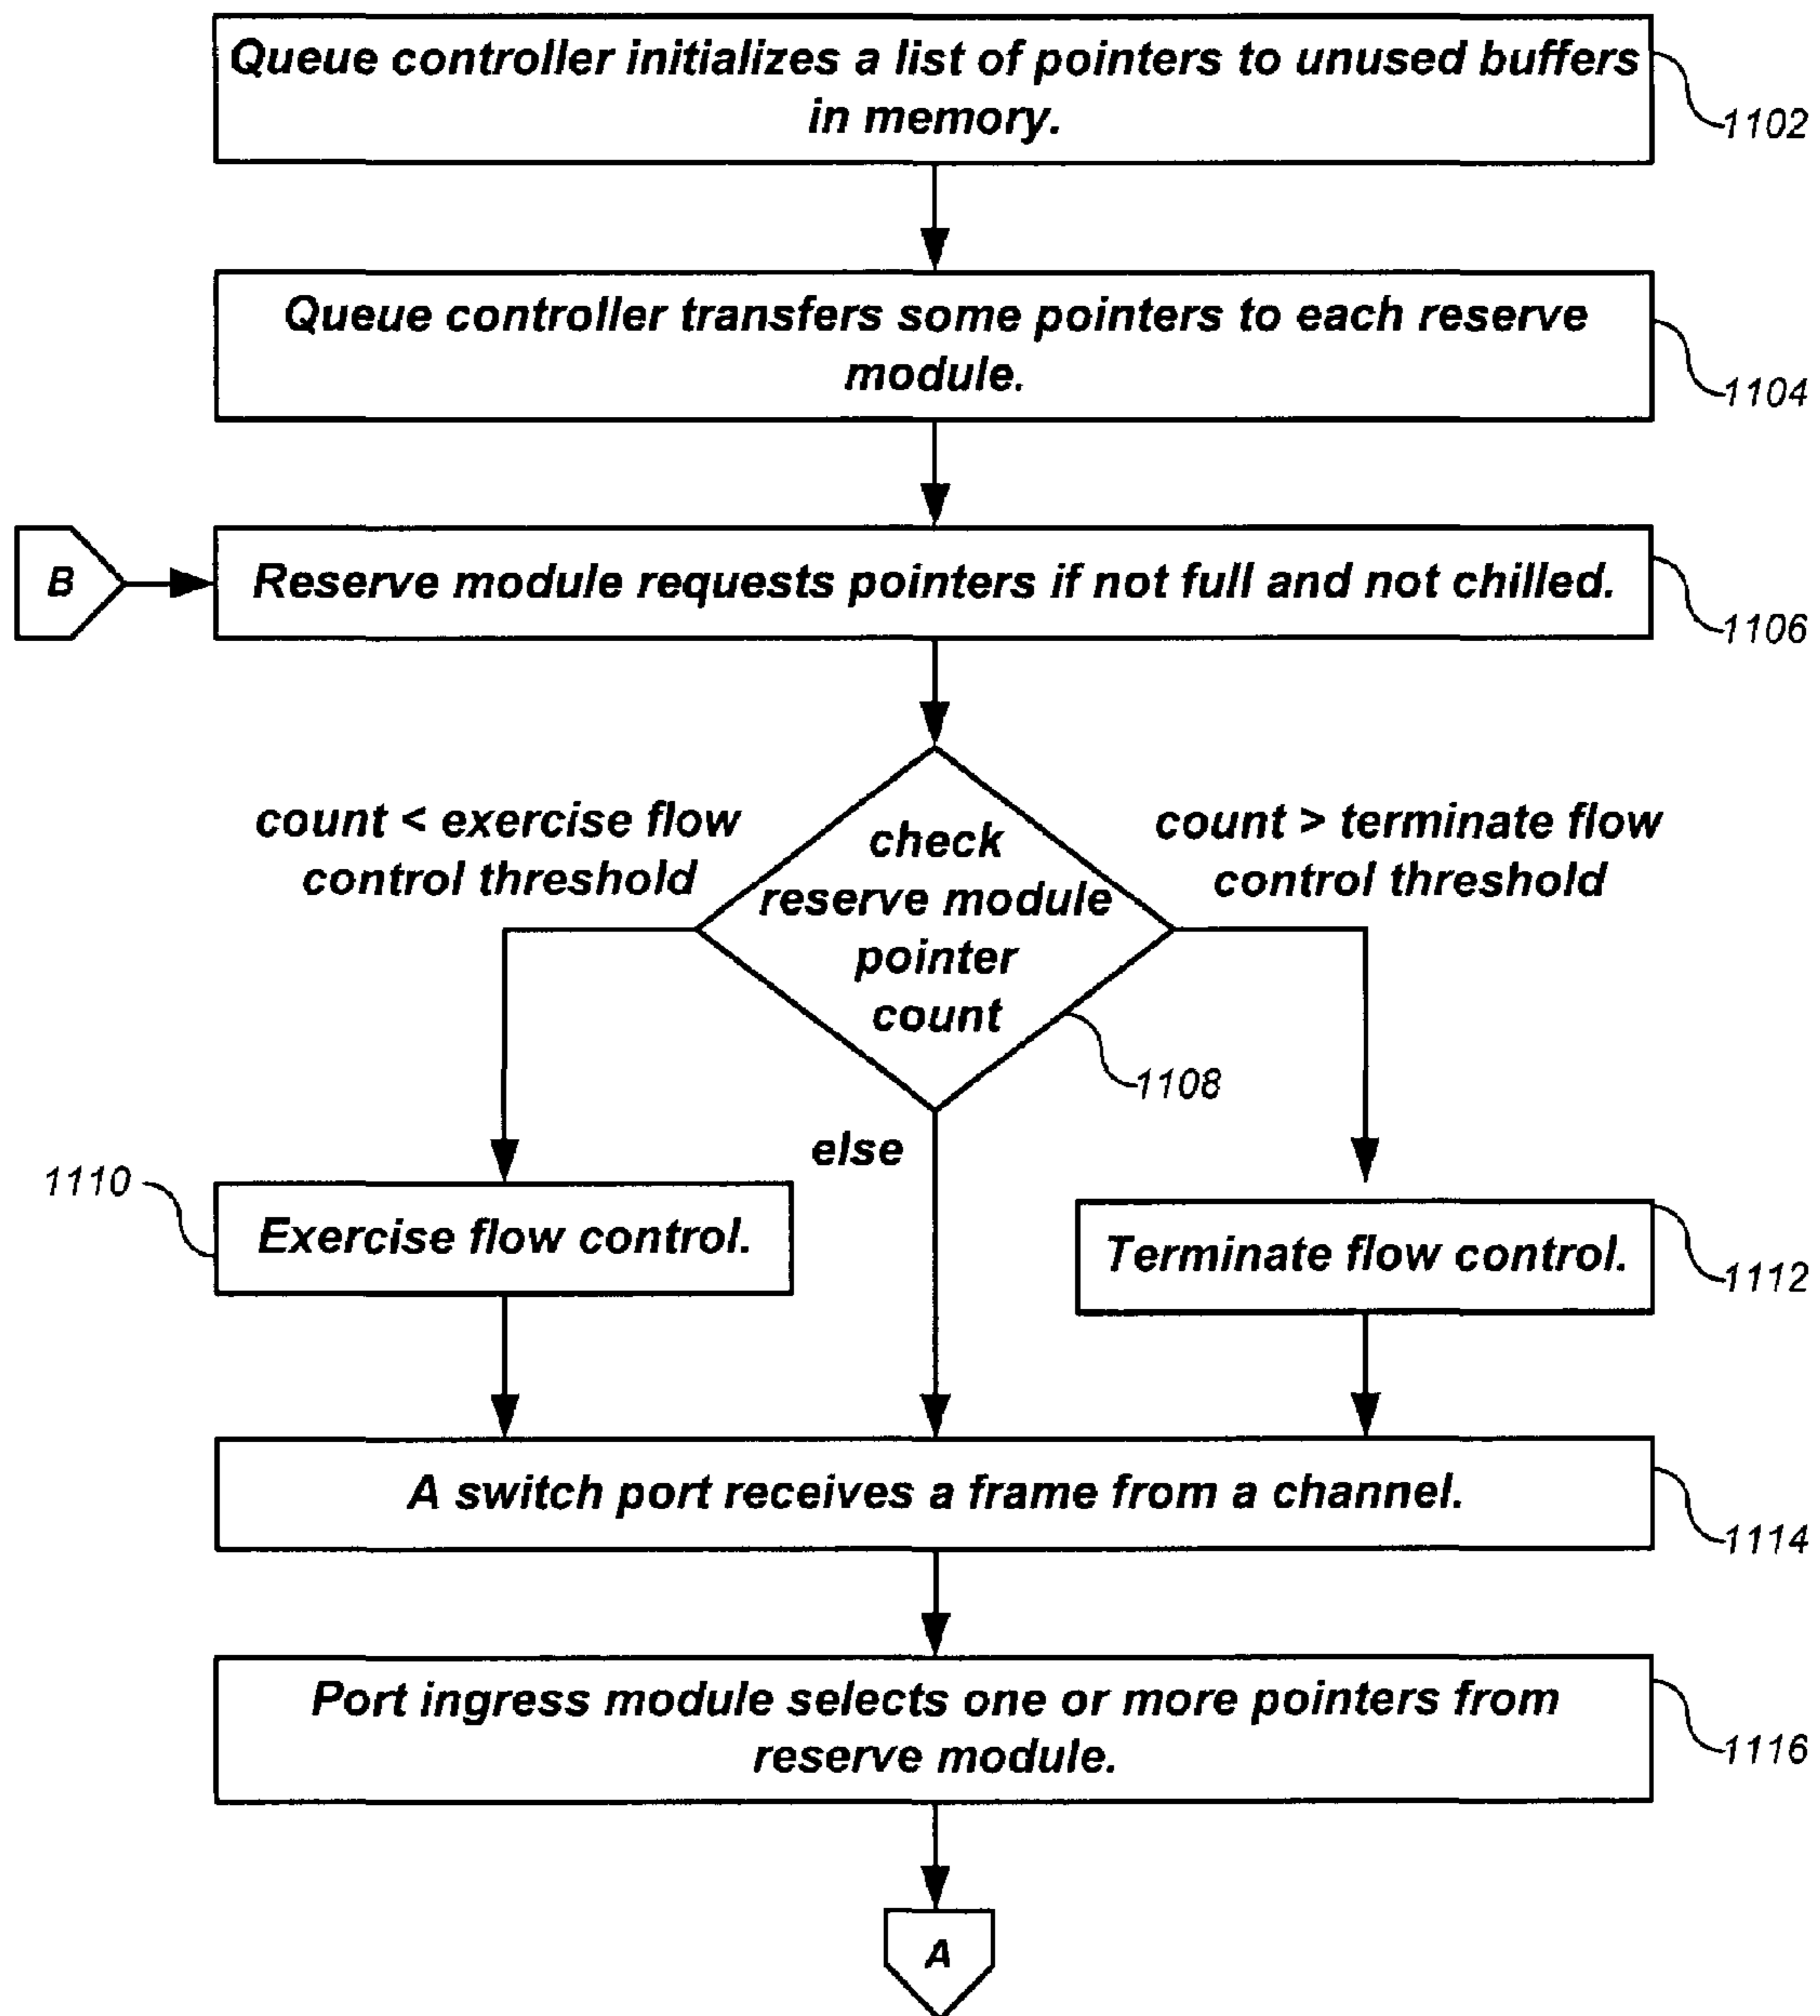 Queue controller initializes a list of pointers to unused buffers
in memory.
1102
Queue controller transfers some pointers to each reserve
module.
1104
B
Reserve module requests pointers if not full and not chilled.
1106
count < exercise flow
control threshold
check
reserve module
pointer
count
count > terminate flow
control threshold
1108
else
1110
Exercise flow control.
Terminate flow control.
1112
A switch port receives a frame from a channel.
1114
Port ingress module selects one or more pointers from
reserve module.
1116
A